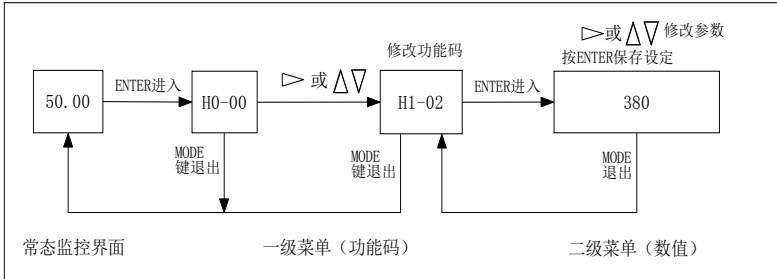 ▷或△▽修改参数
修改功能码
按ENTER保存设定
ENTER进入
▷或△▽
ENTER进入
50.00
H0-00
H1-02
380
MODE
键退出
MODE
键退出
MODE
退出
常态监控界面
一级菜单（功能码）
二级菜单（数值）